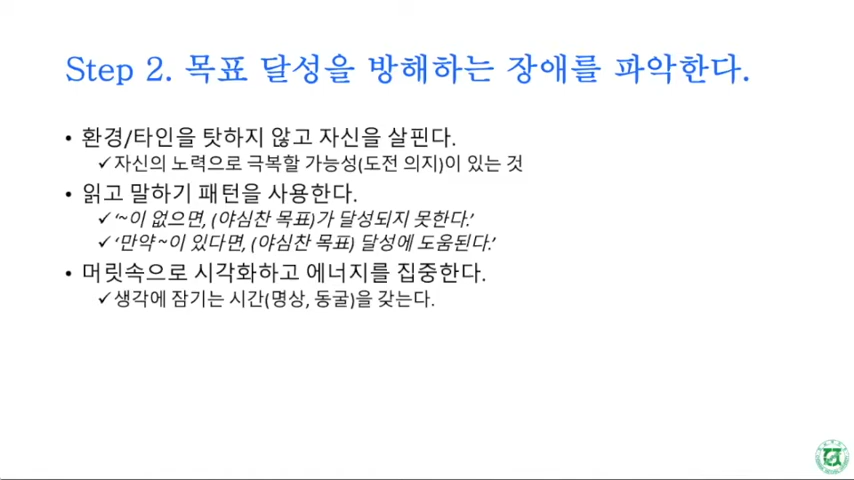 Step 2. 목표 달성을 방해하는 장애를 파악한다.
• 환경/타인을 탓하지 않고 자신을 살핀다.
✓자신의 노력으로 극복할 가능성(도전 의지)이 있는 것
• 읽고 말하기 패턴을 사용한다.
✓‘~이 없으면, (야심찬 목표)가 달성되지 못한다.’
✓‘만약 ~이 있다면, (야심찬 목표) 달성에 도움된다.’
• 머릿속으로 시각화하고 에너지를 집중한다.
✓생각에 잠기는 시간(명상, 동굴)을 갖는다.